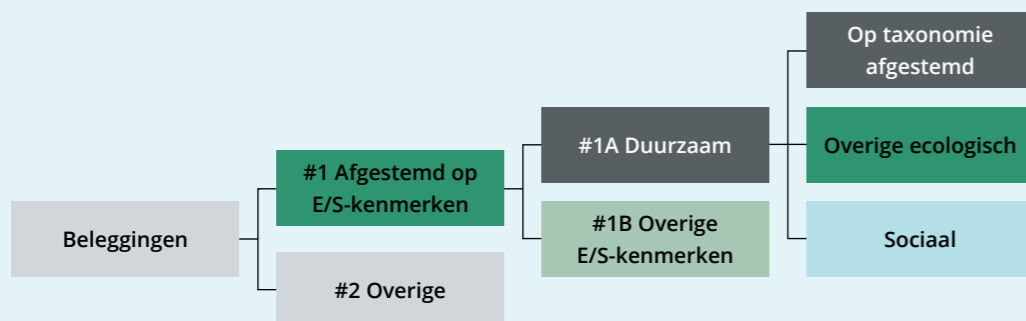 Beleggingen
#1 Afgestemd op
E/S-kenmerken
#2 Overige
#1A Duurzaam
#1B Overige
E/S-kenmerken
Op taxonomie
afgestemd
Overige ecologisch
Sociaal